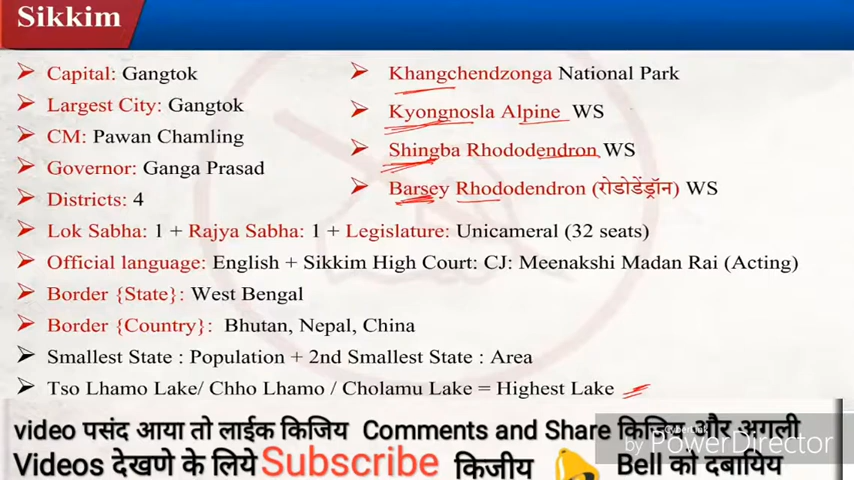 Sikkim
Capital: Gangtok
Largest City: Gangtok
CM: Pawan Chamling
Governor: Ganga Prasad
Districts: 4
Khangchendzonga National Park
Kyongnosla Alpine WS
Shingba Rhododendron WS
Barsey Rhododendron (रोडोडेंड्रॉन) WS
Lok Sabha: 1 + Rajya Sabha: 1 + Legislature: Unicameral (32 seats)
Official language: English + Sikkim High Court: CJ: Meenakshi Madan Rai (Acting)
Border {State}: West Bengal
Border {Country}: Bhutan, Nepal, China
Smallest State : Population + 2nd Smallest State : Area
Tso Lhamo Lake/ Chho Lhamo / Cholamu Lake = Highest Lake
video पसंद आया तो लाईक किजिय Comments and Share किजिय और अगली
Videos देखणे के लिये Subscribe किजीय Bell को दबायिय
CyberLink
by PowerDirector